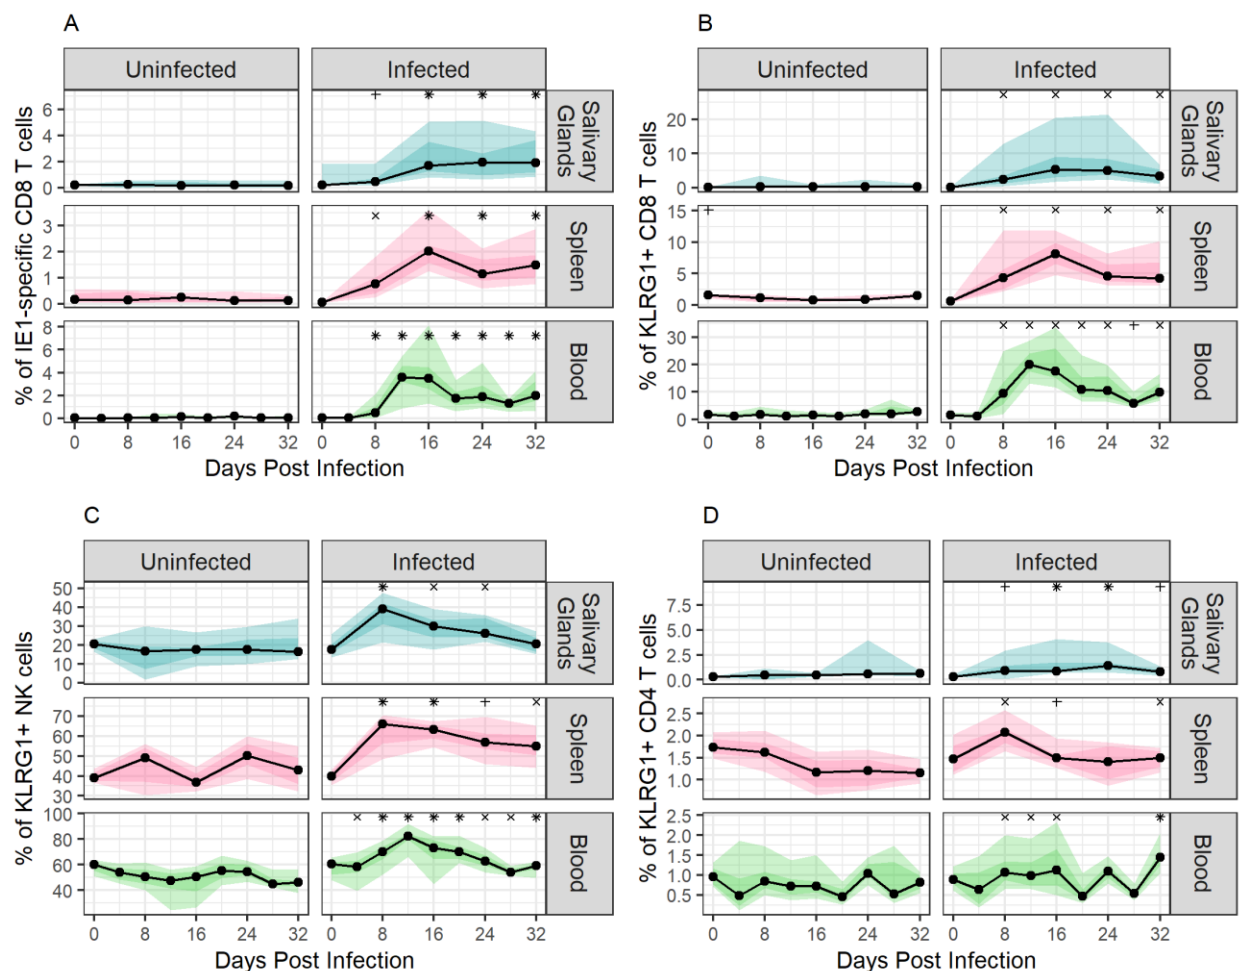 A
Uninfected
Infected
% of IE1-specific CD8 T cells
6
4
2
0
Salivary
Glands
3
2
1
0
Spleen
8
6
4
2
0
Blood
0 8 16 24 32
0 8 16 24 32
Days Post Infection
B
Uninfected
Infected
% of KLRG1+ CD8 T cells
20
15
10
5
0
Salivary
Glands
15
10
5
0
Spleen
30
20
10
0
Blood
0 8 16 24 32
0 8 16 24 32
Days Post Infection
C
Uninfected
Infected
% of KLRG1+ NK cells
50
40
30
20
10
0
Salivary
Glands
70
60
50
40
30
Spleen
100
80
60
40
Blood
0 8 16 24 32
0 8 16 24 32
Days Post Infection
D
Uninfected
Infected
% of KLRG1+ CD4 T cells
7.5
5.0
2.5
0.0
Salivary
Glands
2.5
2.0
1.5
1.0
Spleen
2.5
2.0
1.5
1.0
0.5
Blood
0 8 16 24 32
0 8 16 24 32
Days Post Infection